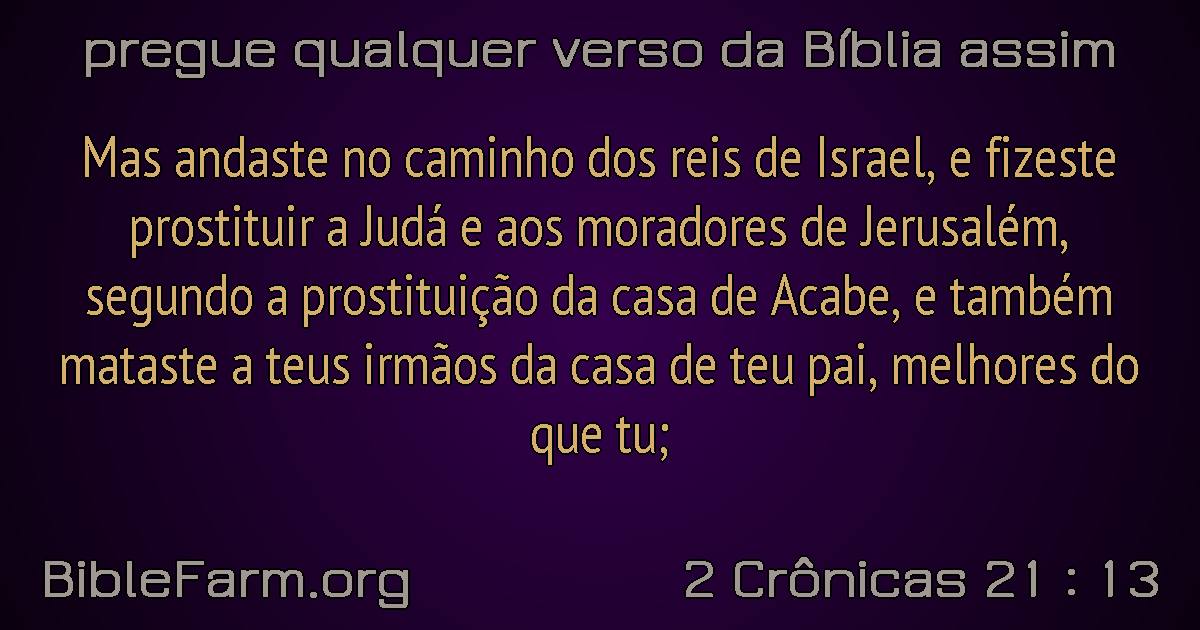 pregue qualquer verso da Bíblia assim
Mas andaste no caminho dos reis de Israel, e fizeste
prostituir a Judá e aos moradores de Jerusalém,
segundo a prostituição da casa de Acabe, e também
mataste a teus irmãos da casa de teu pai, melhores do
que tu;
BibleFarm.org
2 Crônicas 21 : 13